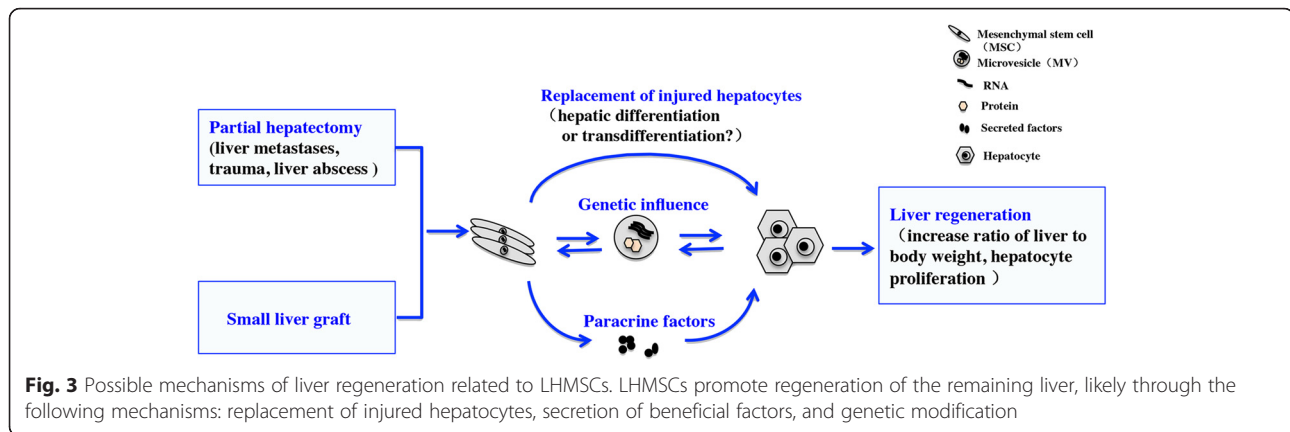 Mesenchymal stem cell
（MSC）
Microvesicle（MV）
RNA
Protein
Secreted factors
Hepatocyte
Partial hepatectomy
(liver metastases,
trauma, liver abscess )
Small liver graft
Replacement of injured hepatocytes
（hepatic differentiation
or transdifferentiation?）
Genetic influence
Paracrine factors
Liver regeneration
（increase ratio of liver to
body weight, hepatocyte
proliferation）
Fig. 3 Possible mechanisms of liver regeneration related to LHMSCs. LHMSCs promote regeneration of the remaining liver, likely through the
following mechanisms: replacement of injured hepatocytes, secretion of beneficial factors, and genetic modification